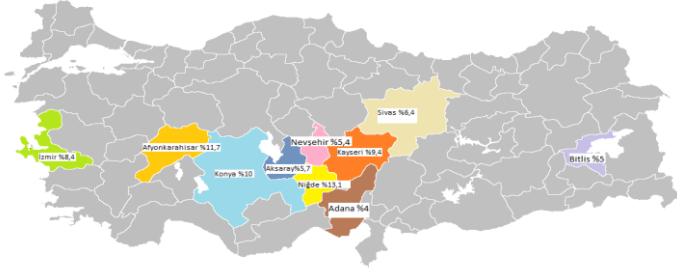 Sivas %6,4
Nevşehir %5,4
Afyonkarahisar %11,7
Kayseri %9,4
İzmir %8,4
Bitlis %5
Aksaray%5,7
Konya %10
Niğde %13,1
Adana %4